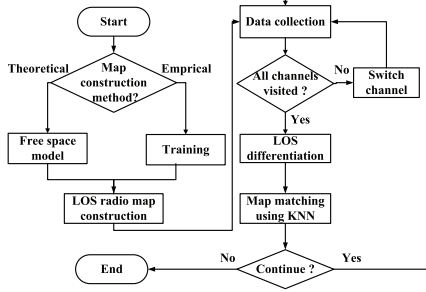 Start
Theoretical
Map
construction
method?
Emprical
Free space
model
Training
LOS radio map
construction
Data collection
All channels
visited ?
No
Switch
channel
Yes
LOS
differentiation
Map matching
using KNN
Continue ?
No
Yes
End